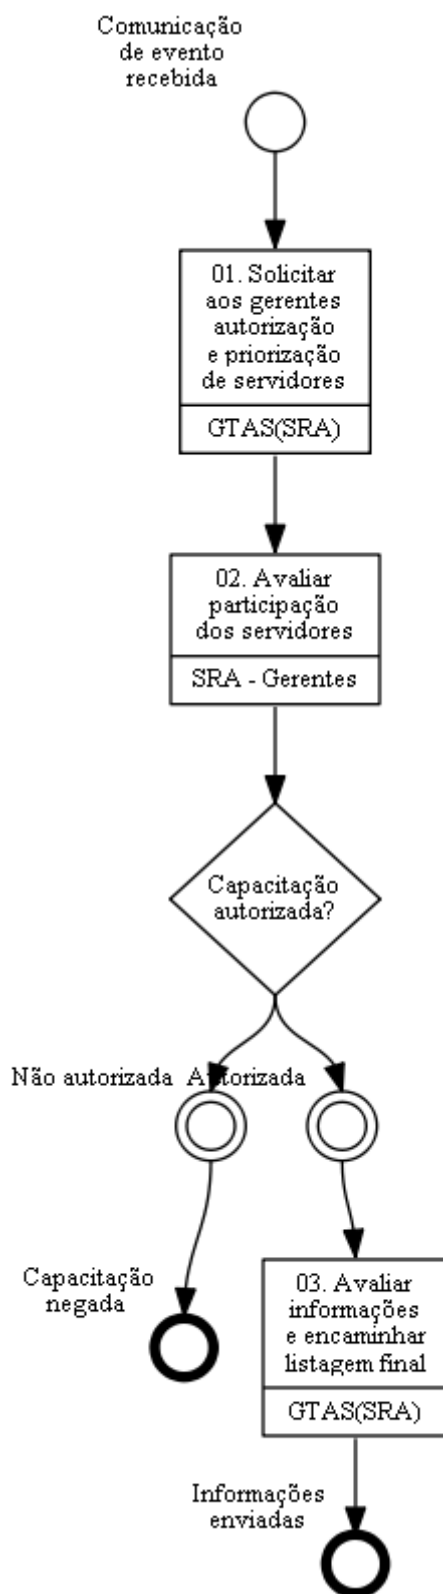 Comunicação
de evento
recebida
01. Solicitar
aos gerentes
autorização
e priorização
de servidores
GTAS(SRA)
02. Avaliar
participação
dos servidores
SRA - Gerentes
Capacitação
autorizada?
Não autorizada
Autorizada
Capacitação
negada
03. Avaliar
informações
e encaminhar
listagem final
GTAS(SRA)
Informações
enviadas